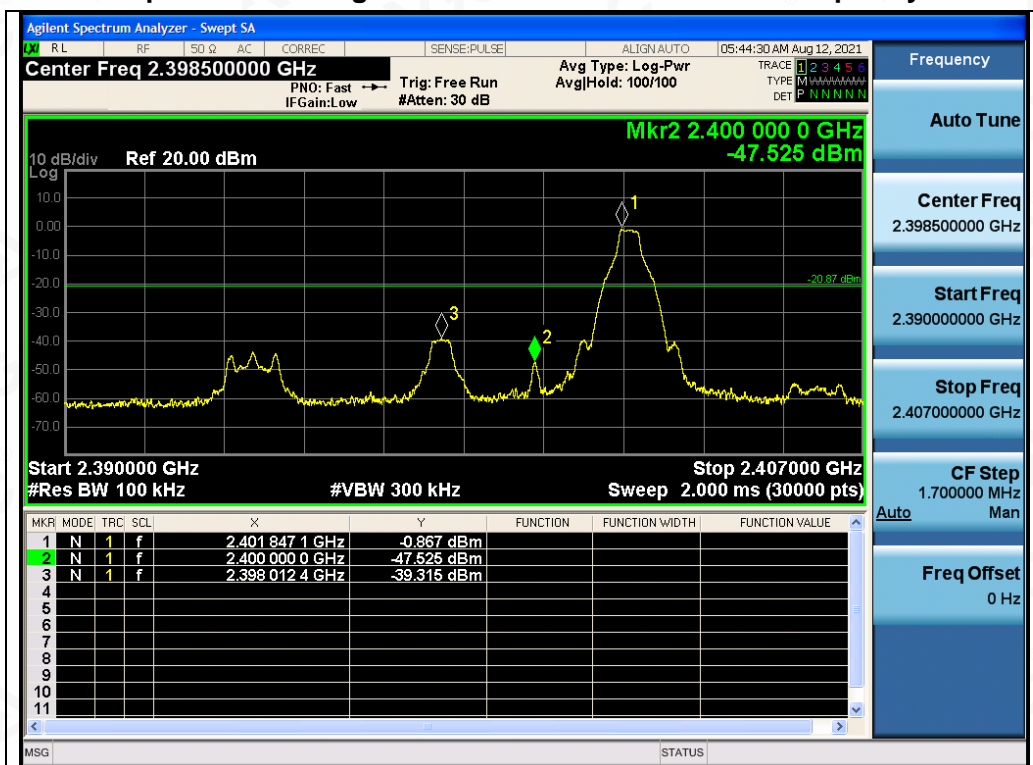 Agilent Spectrum Analyzer - Swept SA
LXI RL RF 50 Ω AC CORREC SENSE:PULSE ALIGN AUTO 05:44:30 AM Aug 12, 2021
Center Freq 2.398500000 GHz
PNO: Fast
IFGain:Low
Trig: Free Run
#Atten: 30 dB
Avg Type: Log-Pwr
Avg|Hold: 100/100
TRACE 1 2 3 4 5 6
TYPE M WWWWW
DET P N N N N N
Mkr2 2.400 000 0 GHz
-47.525 dBm
10 dB/div Ref 20.00 dBm
Log
10.0
0.00
-10.0
-20.0
-30.0
-40.0
-50.0
-60.0
-70.0
1
-20.87 dBm
3
2
Start 2.390000 GHz Stop 2.407000 GHz
#Res BW 100 kHz #VBW 300 kHz Sweep 2.000 ms (30000 pts)
MKR MODE TRC SCL X Y FUNCTION FUNCTION WIDTH FUNCTION VALUE
1 N 1 f 2.401 847 1 GHz -0.867 dBm
2 N 1 f 2.400 000 0 GHz -47.525 dBm
3 N 1 f 2.398 012 4 GHz -39.315 dBm
4
5
6
7
8
9
10
11
MSG STATUS
Frequency
Auto Tune
Center Freq
2.398500000 GHz
Start Freq
2.390000000 GHz
Stop Freq
2.407000000 GHz
CF Step
1.700000 MHz
Auto Man
Freq Offset
0 Hz